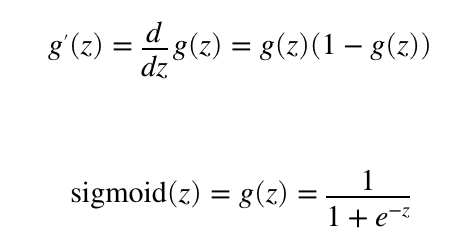 g′(z) = d/dz g(z) = g(z)(1 − g(z))
sigmoid(z) = g(z) = 1/(1 + e^{−z})